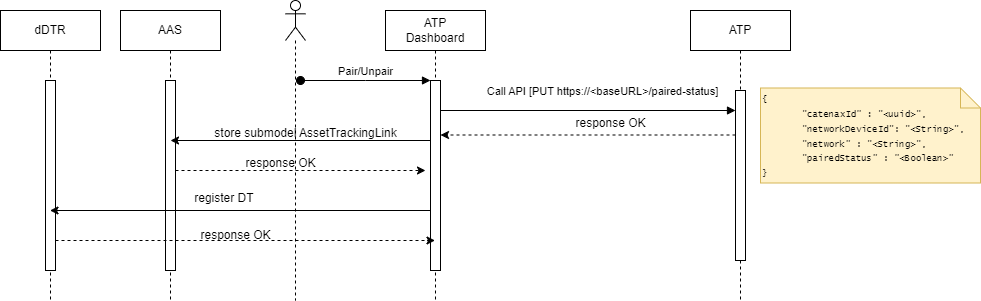 dDTR
AAS
ATP
Dashboard
ATP
Pair/Unpair
Call API [PUT https://<baseURL>/paired-status]
response OK
store submodel AssetTrackingLink
response OK
register DT
response OK
{
"catenaxId" : "<uuid>",
"networkDeviceId": "<String>",
"network" : "<String>",
"pairedStatus" : "<Boolean>"
}